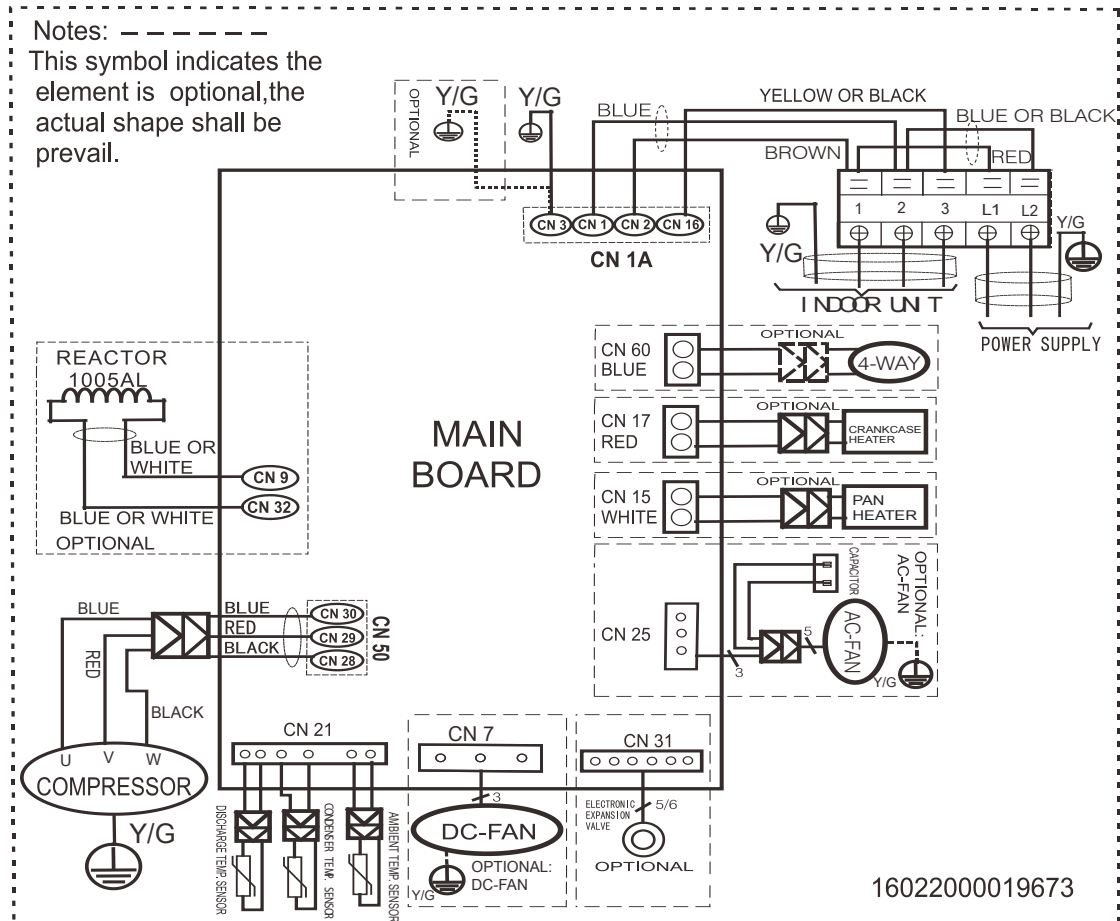 Notes:
This symbol indicates the
element is optional,the
actual shape shall be
prevail.
OPTIONAL
Y/G
Y/G
BLUE
YELLOW OR BLACK
BLUE OR BLACK
BROWN
RED
1 2 3 L1 L2
Y/G
Y/G
INDOOR UNIT
POWER SUPPLY
CN 3 CN 1 CN 2 CN 16
CN 1A
REACTOR
1005AL
BLUE OR
WHITE
CN 9
CN 32
BLUE OR WHITE
OPTIONAL
MAIN
BOARD
OPTIONAL
CN 60
BLUE
4-WAY
OPTIONAL
CN 17
RED
CRANKCASE
HEATER
OPTIONAL
CN 15
WHITE
PAN
HEATER
CN 25
3
CAPACITOR
5
AC-FAN
OPTIONAL:
AC-FAN
Y/G
BLUE
RED
BLACK
BLUE
RED
BLACK
CN 30
CN 29
CN 28
CN 50
U V W
COMPRESSOR
Y/G
CN 21
DISCHARGE TEMP. SENSOR
CONDENSER TEMP. SENSOR
AMBIENT TEMP. SENSOR
CN 7
3
DC-FAN
OPTIONAL:
DC-FAN
Y/G
CN 31
ELECTRONIC
EXPANSION
VALVE
5/6
OPTIONAL
16022000019673